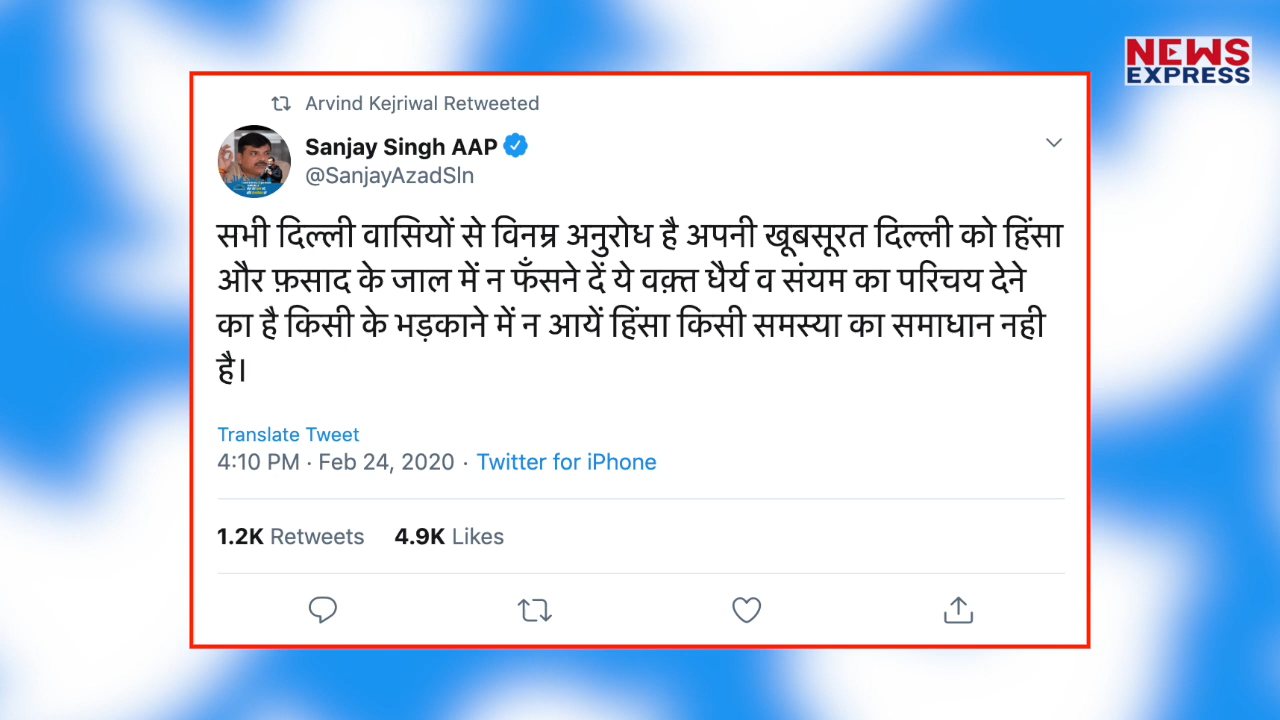 NEWS
EXPRESS
Arvind Kejriwal Retweeted
Sanjay Singh AAP
@SanjayAzadSln
सभी दिल्ली वासियों से विनम्र अनुरोध है अपनी खूबसूरत दिल्ली को हिंसा
और फ़साद के जाल में न फँसने दें ये वक़्त धैर्य व संयम का परिचय देने
का है किसी के भड़काने में न आयें हिंसा किसी समस्या का समाधान नही
है।
Translate Tweet
4:10 PM · Feb 24, 2020 · Twitter for iPhone
1.2K Retweets 4.9K Likes